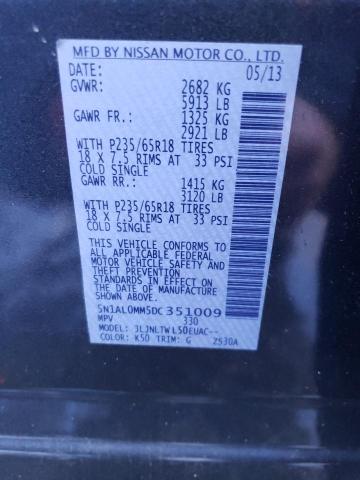 MFD BY NISSAN MOTOR CO., LTD.
DATE: 05/13
GVWR: 2682 KG
5913 LB
GAWR FR.: 1325 KG
2921 LB
WITH P235/65R18 TIRES
18 X 7.5 RIMS AT 33 PSI
COLD SINGLE
GAWR RR.: 1415 KG
3120 LB
WITH P235/65R18 TIRES
18 X 7.5 RIMS AT 33 PSI
COLD SINGLE
THIS VEHICLE CONFORMS TO
ALL APPLICABLE FEDERAL
MOTOR VEHICLE SAFETY AND
STANDARDS IN EFFECT ON
THE DATE OF MANUFACTURE
SHOWN ABOVE.
5N1AL0MM5DC351009
MPV 330
MODEL: 3LJNLTWL50EUAC--
COLOR: K50 TRIM: G 2S30A